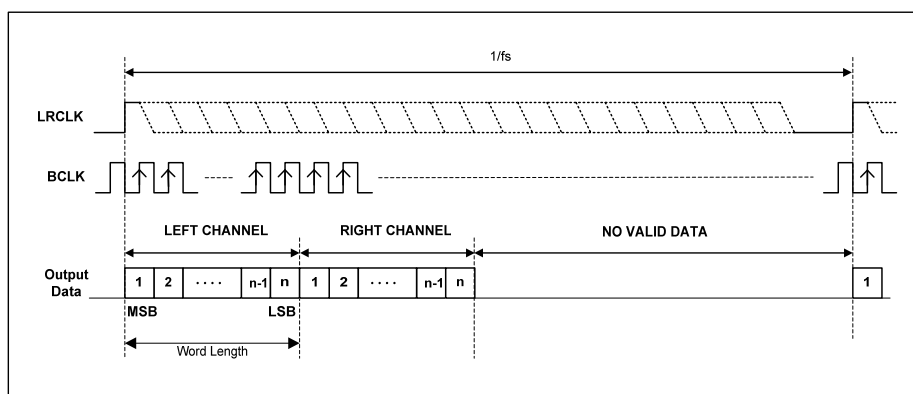 1/fs
LRCLK
BCLK
LEFT CHANNEL RIGHT CHANNEL NO VALID DATA
Output
Data
1 2 .... n-1 n 1 2 .... n-1 n 1
MSB LSB
Word Length